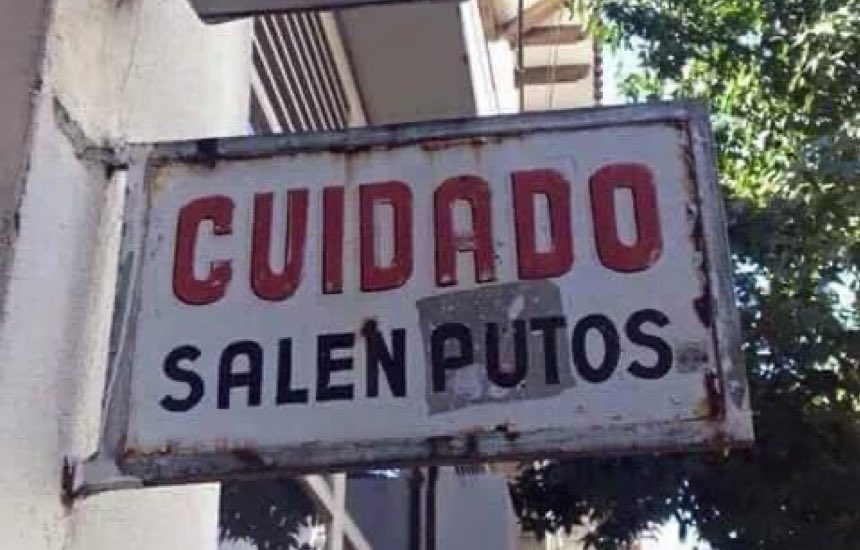 CUIDADO
SALEN PUTOS